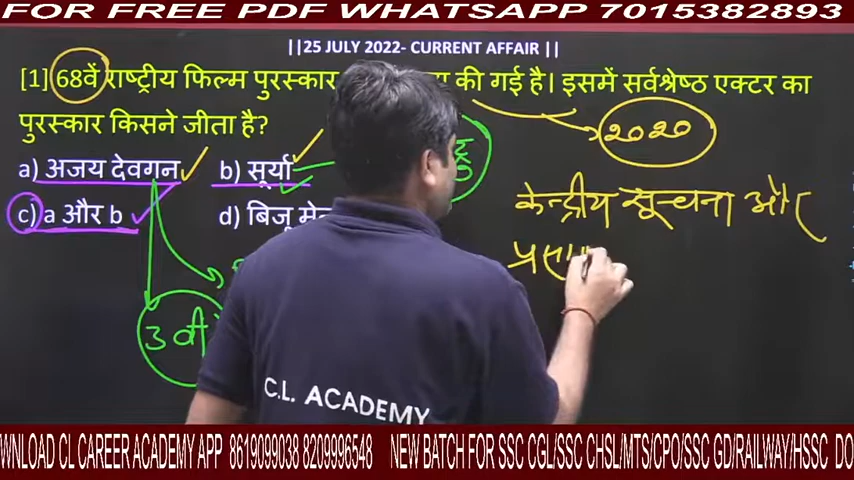 FOR FREE PDF WHATSAPP 7015382893
||25 JULY 2022- CURRENT AFFAIR ||
[1] 68वें राष्ट्रीय फिल्म पुरस्कार की गई है। इसमें सर्वश्रेष्ठ एक्टर का
पुरस्कार किसने जीता है?
२०२०
a) अजय देवगन b) सूर्या
c) a और b d) बिजू
केन्द्रीय सूचना और
3 वी
C.L. ACADEMY
WNLOAD CL CAREER ACADEMY APP 8619099038 8209996548 NEW BATCH FOR SSC CGL/SSC CHSL/MTS/CPO/SSC GD/RAILWAY/HSSC DO